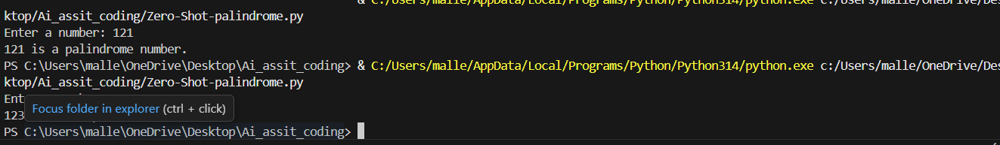 & C:/Users/malle/AppData/Local/Programs/Python/Python314/python.exe c:/Users/malle/OneDrive/Des
ktop/Ai_assit_coding/Zero-Shot-palindrome.py
Enter a number: 121
121 is a palindrome number.
PS C:\Users\malle\OneDrive\Desktop\Ai_assit_coding> & C:/Users/malle/AppData/Local/Programs/Python/Python314/python.exe c:/Users/malle/OneDrive/Des
ktop/Ai_assit_coding/Zero-Shot-palindrome.py
Ent
Focus folder in explorer (ctrl + click)
123
PS C:\Users\malle\OneDrive\Desktop\Ai_assit_coding>